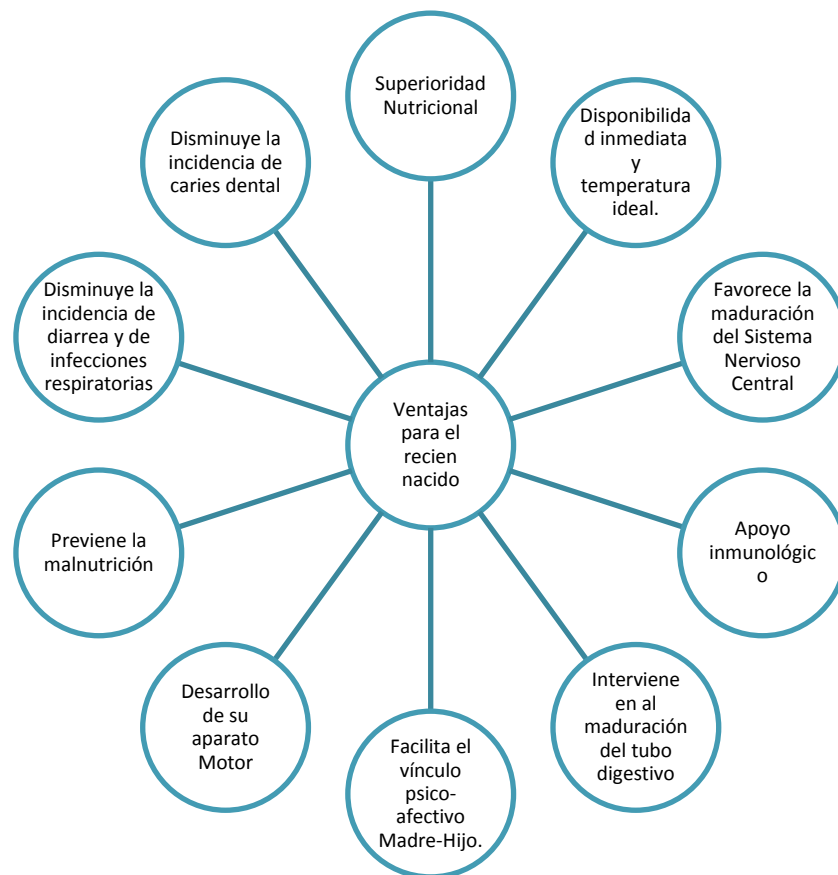 Superioridad
Nutricional
Disponibilida
d inmediata
y
temperatura
ideal.
Favorece la
maduración
del Sistema
Nervioso
Central
Apoyo
inmunológic
o
Interviene
en al
maduración
del tubo
digestivo
Facilita el
vínculo
psico-
afectivo
Madre-Hijo.
Desarrollo
de su
aparato
Motor
Previene la
malnutrición
Disminuye la
incidencia de
diarrea y de
infecciones
respiratorias
Disminuye la
incidencia de
caries dental
Ventajas
para el
recien
nacido